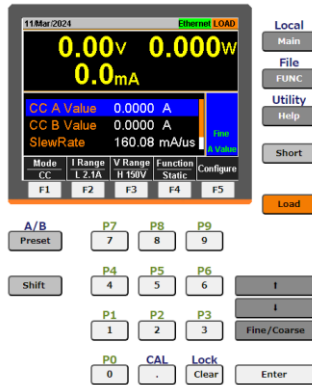 11/Mar/2024 Ethernet LOAD
0.00V 0.000W
0.0mA
CC A Value 0.0000 A
CC B Value 0.0000 A
SlewRate 160.08 mA/us
Fine
A Value
Mode I Range V Range Function Configure
CC L 2.1A H 150V Static
F1 F2 F3 F4 F5
Local
Main
File
FUNC
Utility
Help
Short
Load
A/B P7 P8 P9
Preset 7 8 9
P4 P5 P6
Shift 4 5 6 ↑
↓
P1 P2 P3
1 2 3 Fine/Coarse
P0 CAL Lock
0 . Clear Enter